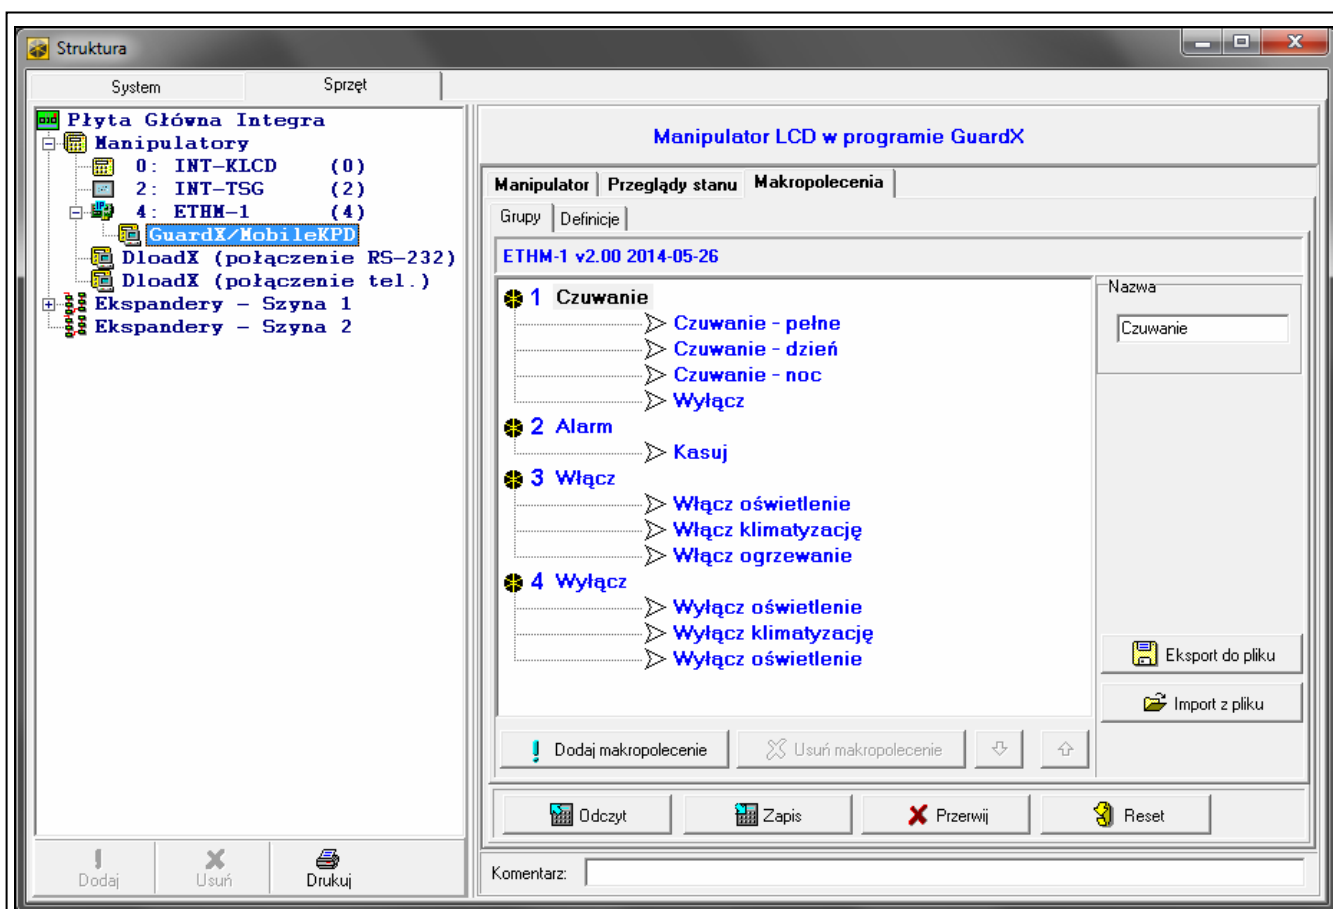 Struktura
System Sprzęt
Płyta Główna Integra
Manipulatory
0: INT-KLCD (0)
2: INT-TSG (2)
4: ETHM-1 (4)
GuardX/MobileKPD
DloadX (połączenie RS-232)
DloadX (połączenie tel.)
Ekspandery - Szyna 1
Ekspandery - Szyna 2
Dodaj Usuń Drukuj
Manipulator LCD w programie GuardX
Manipulator Przeglądy stanu Makropolecenia
Grupy Definicje
ETHM-1 v2.00 2014-05-26
1 Czuwanie
Czuwanie - pełne
Czuwanie - dzień
Czuwanie - noc
Wyłącz
2 Alarm
Kasuj
3 Włącz
Włącz oświetlenie
Włącz klimatyzację
Włącz ogrzewanie
4 Wyłącz
Wyłącz oświetlenie
Wyłącz klimatyzację
Wyłącz oświetlenie
Nazwa
Czuwanie
Eksport do pliku
Import z pliku
Dodaj makropolecenie Usuń makropolecenie
Odczyt Zapis Przerwij Reset
Komentarz: